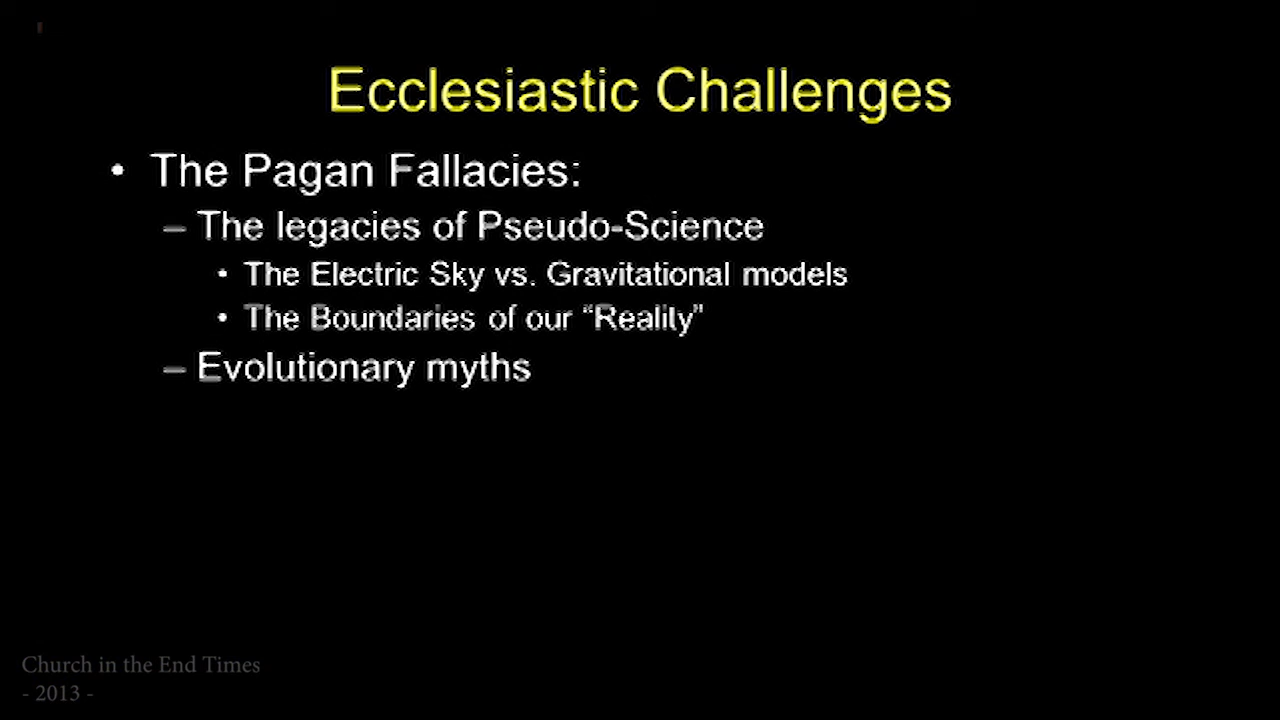 Ecclesiastic Challenges
• The Pagan Fallacies:
– The legacies of Pseudo-Science
• The Electric Sky vs. Gravitational models
• The Boundaries of our “Reality”
– Evolutionary myths
Church in the End Times
- 2013 -